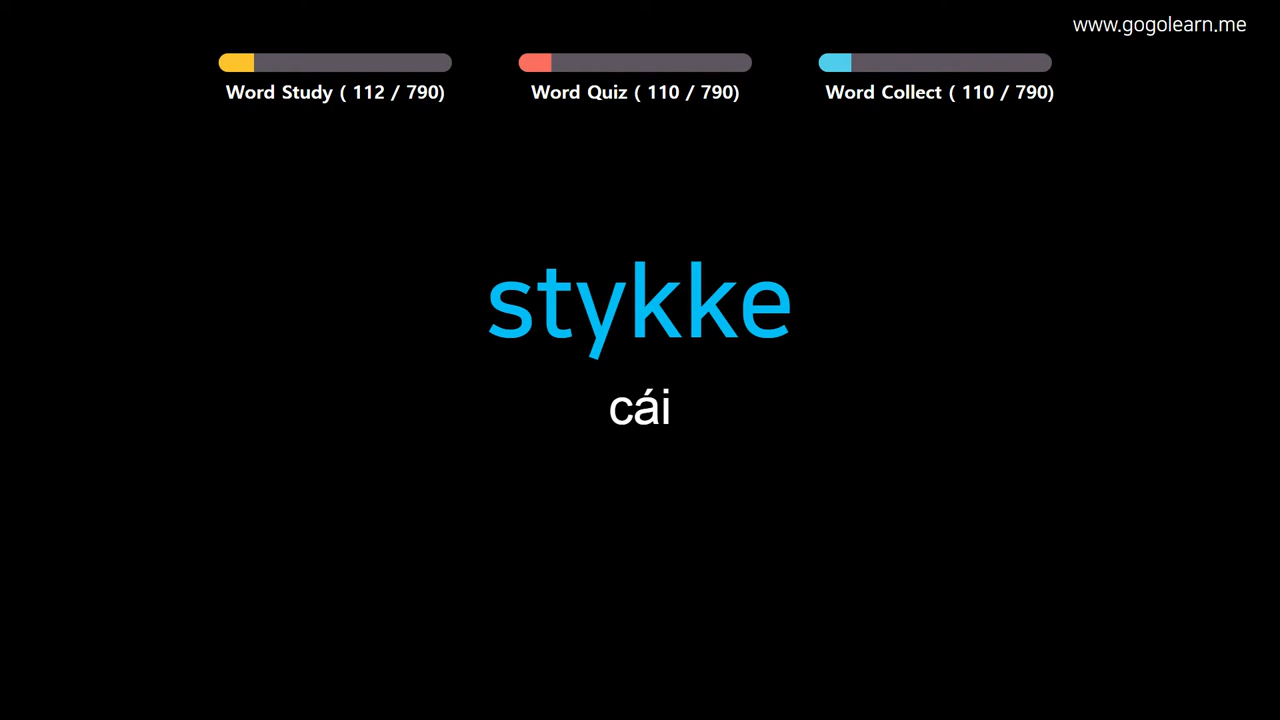 www.gogolearn.me
Word Study ( 112 / 790)
Word Quiz ( 110 / 790)
Word Collect ( 110 / 790)
stykke
cái